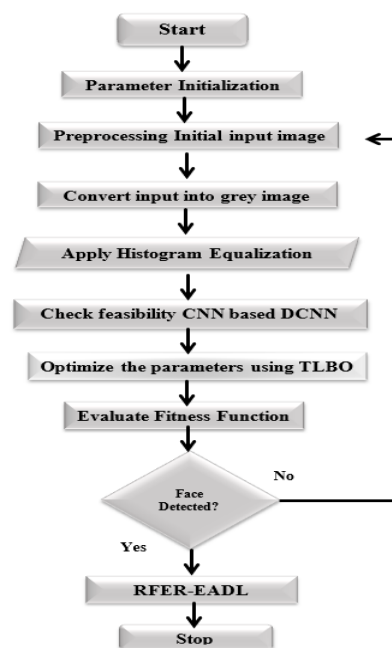 Start
Parameter Initialization
Preprocessing Initial input image
Convert input into grey image
Apply Histogram Equalization
Check feasibility CNN based DCNN
Optimize the parameters using TLBO
Evaluate Fitness Function
No
Face
Detected?
Yes
RFER-EADL
Stop